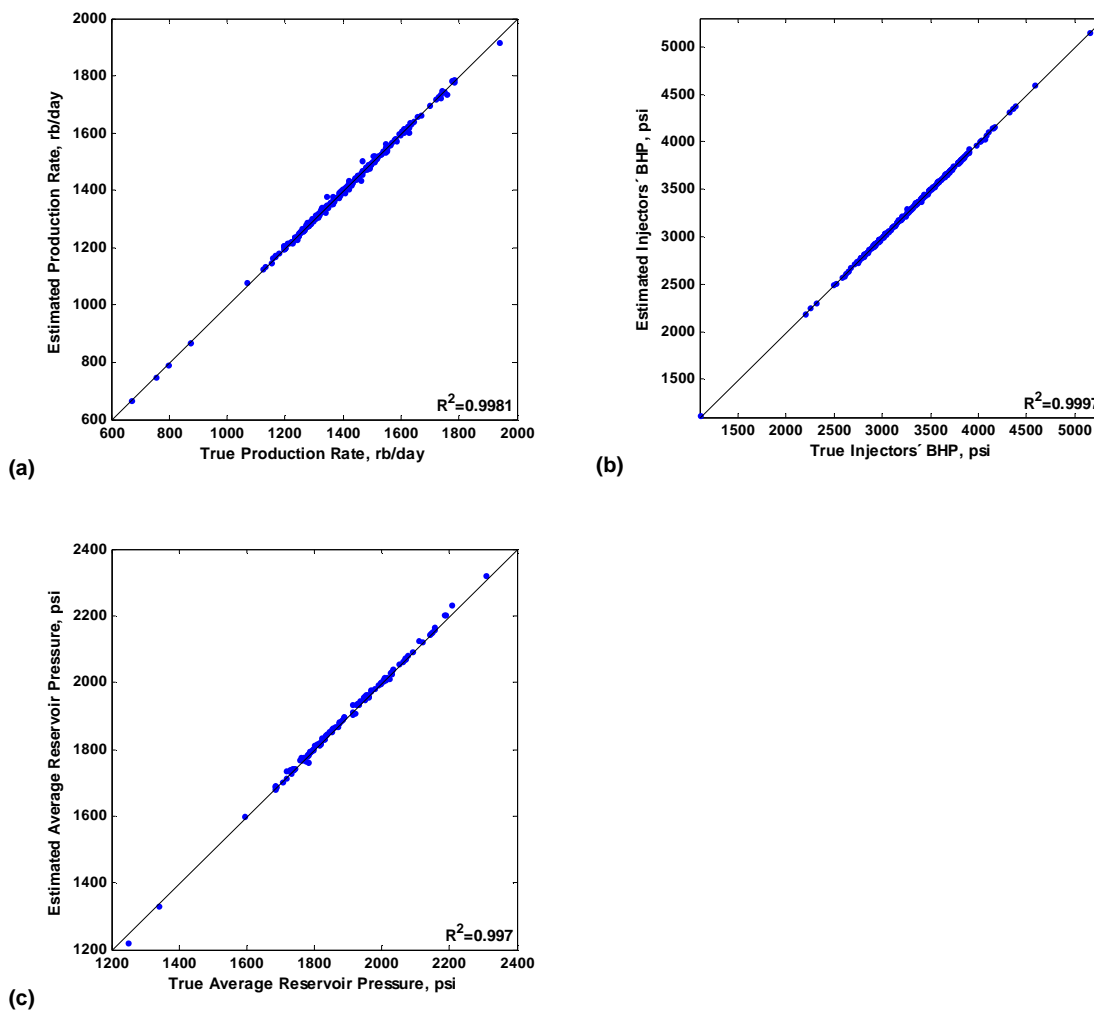 2000
1800
1600
1400
1200
1000
800
600
Estimated Production Rate, rb/day
R²=0.9981
600 800 1000 1200 1400 1600 1800 2000
True Production Rate, rb/day
(a)
5000
4500
4000
3500
3000
2500
2000
1500
Estimated Injectors´ BHP, psi
R²=0.9997
1500 2000 2500 3000 3500 4000 4500 5000
True Injectors´ BHP, psi
(b)
2400
2200
2000
1800
1600
1400
1200
Estimated Average Reservoir Pressure, psi
R²=0.997
1200 1400 1600 1800 2000 2200 2400
True Average Reservoir Pressure, psi
(c)